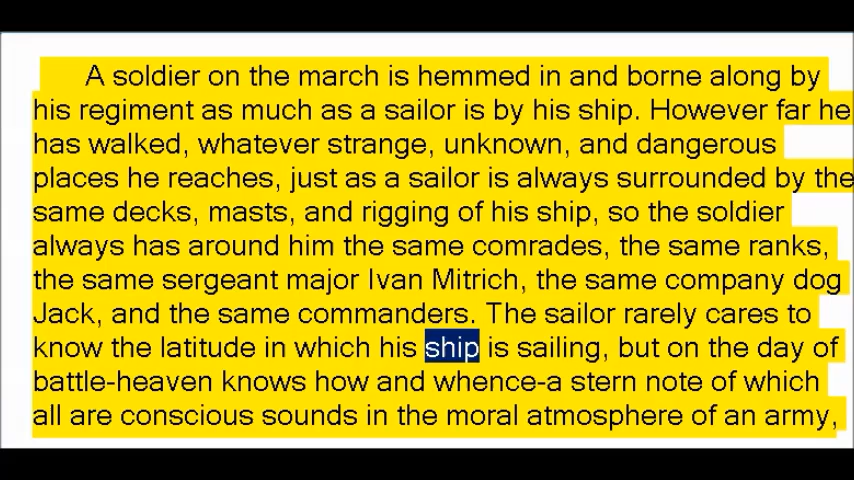 A soldier on the march is hemmed in and borne along by
his regiment as much as a sailor is by his ship. However far he
has walked, whatever strange, unknown, and dangerous
places he reaches, just as a sailor is always surrounded by the
same decks, masts, and rigging of his ship, so the soldier
always has around him the same comrades, the same ranks,
the same sergeant major Ivan Mitrich, the same company dog
Jack, and the same commanders. The sailor rarely cares to
know the latitude in which his ship is sailing, but on the day of
battle-heaven knows how and whence-a stern note of which
all are conscious sounds in the moral atmosphere of an army,